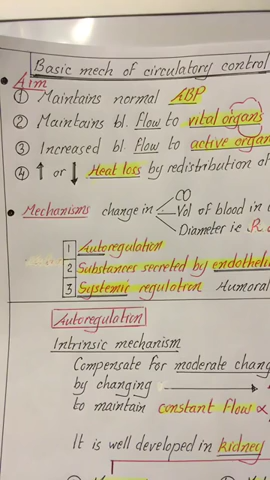 Basic mech of circulatory control
Aim
① Maintains normal ABP
② Maintains bl. Flow to vital organs
③ Increased bl. Flow to active organ
④ ↑ or ↓ Heat loss by redistribution of
• Mechanisms change in CO
Vol of blood in
Diameter ie R
1 Autoregulation
2 Substances secreted by endotheli
3 Systemic regulation Humoral
Autoregulation
Intrinsic mechanism
Compensate for moderate chang
by changing →
to maintain constant flow ∝
It is well developed in kidney